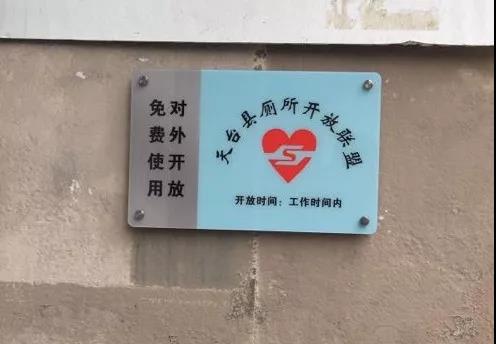 对外开放
免费使用
天台县厕所开放联盟
开放时间：工作时间内